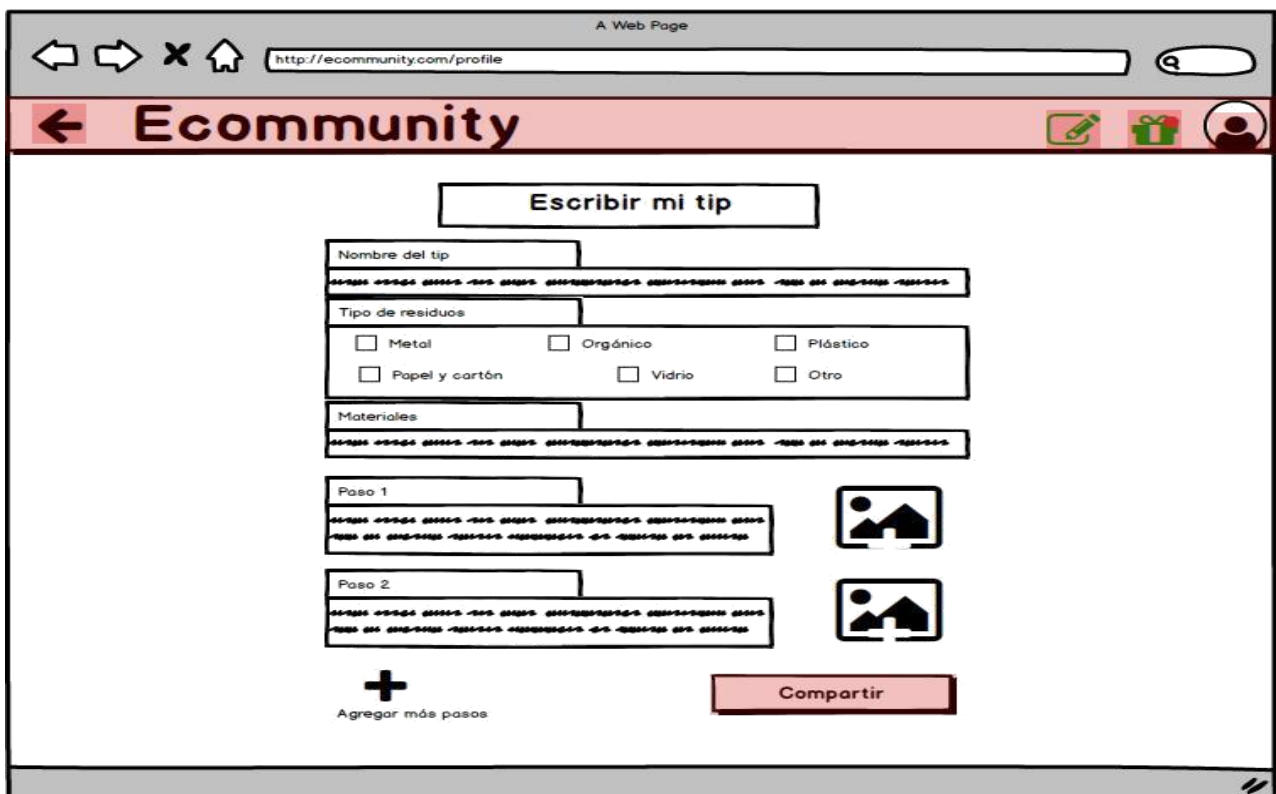 A Web Page
http://ecommunity.com/profile
Ecommunity
Escribir mi tip
Nombre del tip
Tipo de residuos
Metal Orgánico Plástico
Papel y cartón Vidrio Otro
Materiales
Paso 1
Paso 2
Agregar más pasos
Compartir